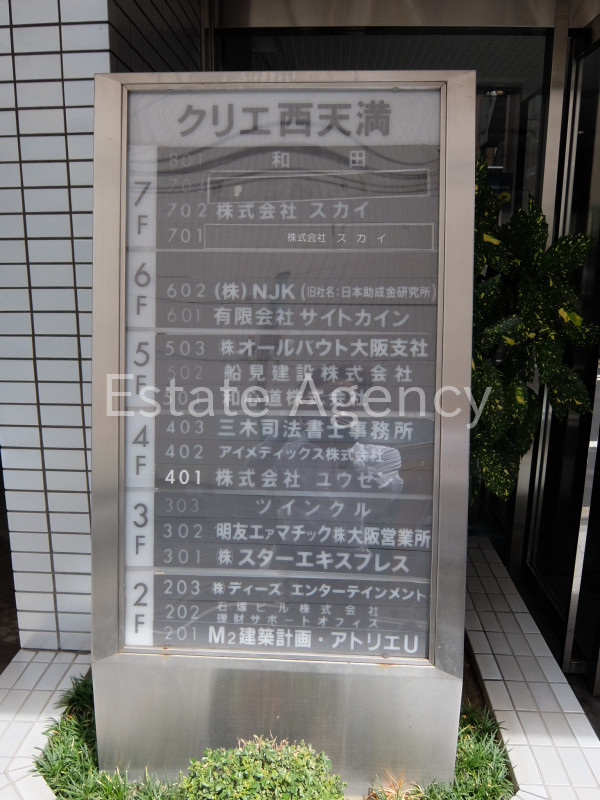 クリエ西天満
801 和田
7F
702 株式会社 スカイ
701 株式会社 スカイ
6F
602 (株)NJK(旧社名:日本助成金研究所)
601 有限会社 サイトカイン
5F
503 ㈱オールバウト大阪支社
502 船見建設株式会社
株式会社
Estate Agency
4F
403 三木司法書士事務所
402 アイメティックス株式会社
401 株式会社 ユウセン
3F
303 ツインクル
302 明友エァマチック㈱大阪営業所
301 ㈱スターエキスプレス
2F
203 ㈱ディーズ エンターテインメント
202 石塚ビル株式会社
理財サポートオフィス
201 M2建築計画・アトリエU